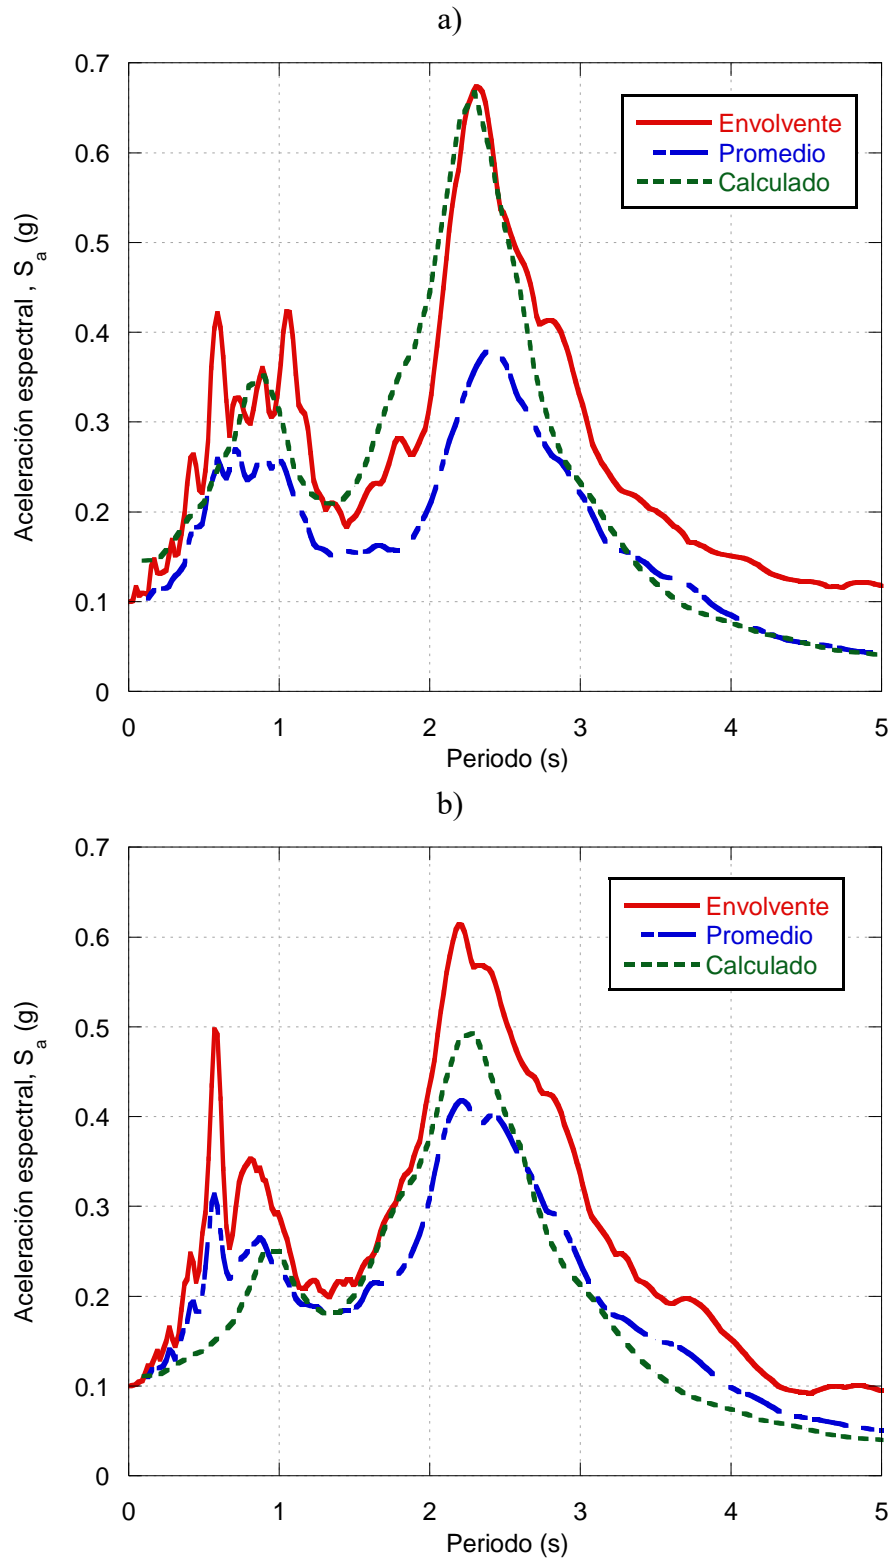 a)
0.7
0.6
0.5
0.4
0.3
0.2
0.1
0
Aceleración espectral , Sa (g)
Envolvente
Promedio
Calculado
0 1 2 3 4 5
Periodo (s)
b)
0.7
0.6
0.5
0.4
0.3
0.2
0.1
0
Aceleración espectral, Sa (g)
Envolvente
Promedio
Calculado
0 1 2 3 4 5
Periodo (s)